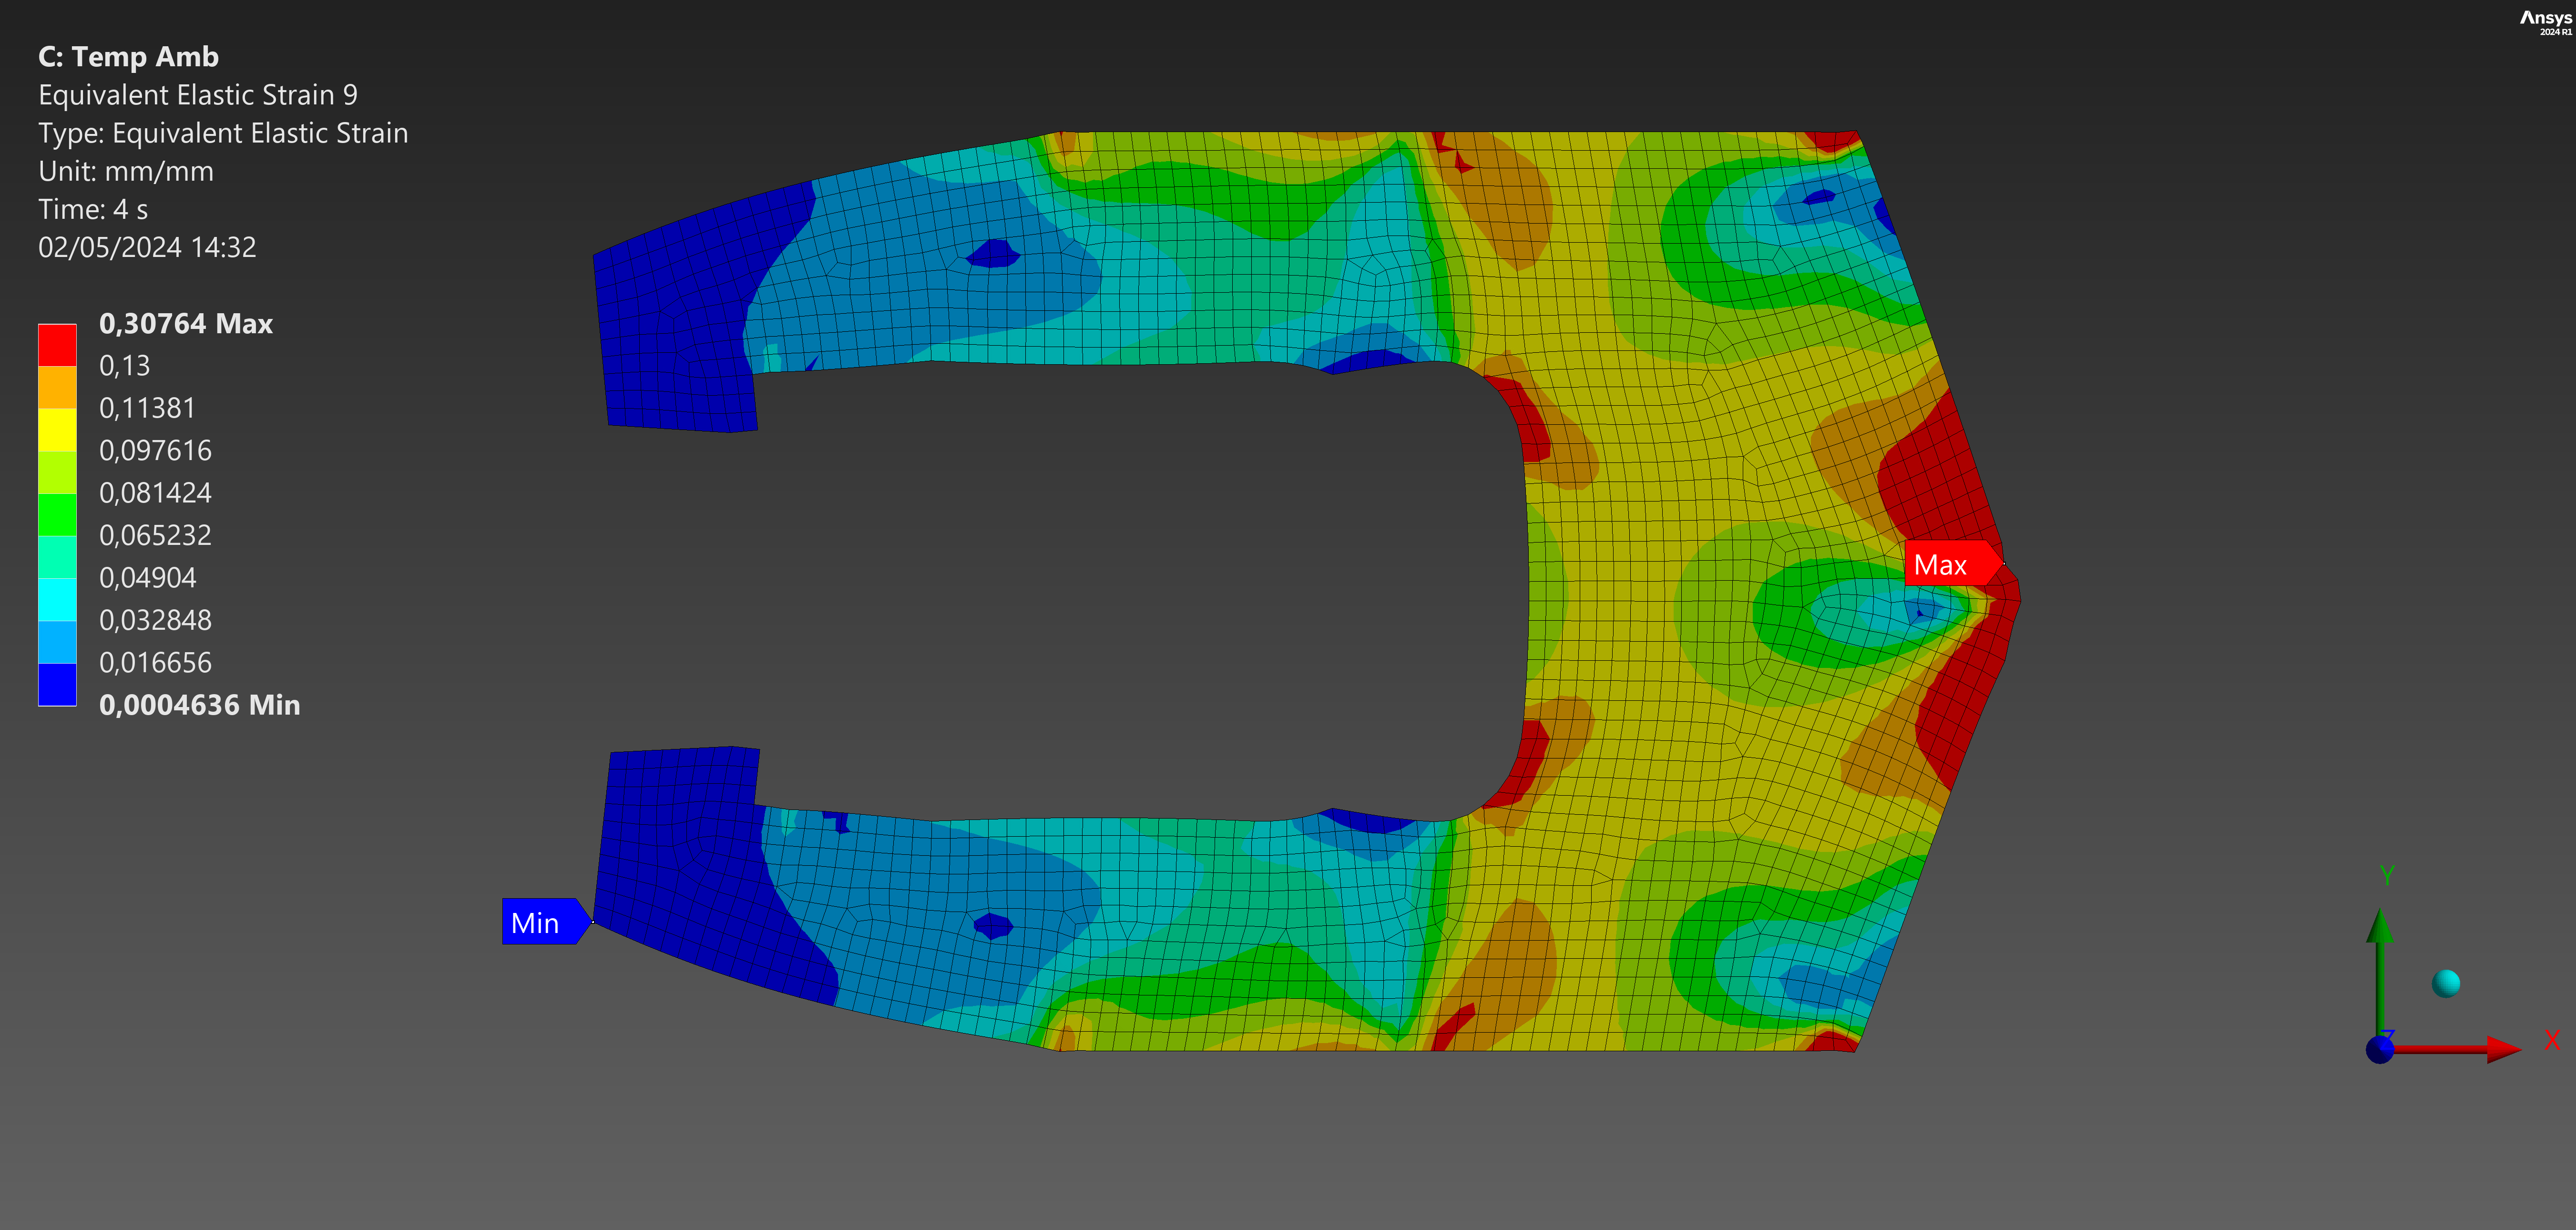 Ansys
2024 R1
C: Temp Amb
Equivalent Elastic Strain 9
Type: Equivalent Elastic Strain
Unit: mm/mm
Time: 4 s
02/05/2024 14:32
0,30764 Max
0,13
0,11381
0,097616
0,081424
0,065232
0,04904
0,032848
0,016656
0,0004636 Min
Max
Min
Y
Z
X